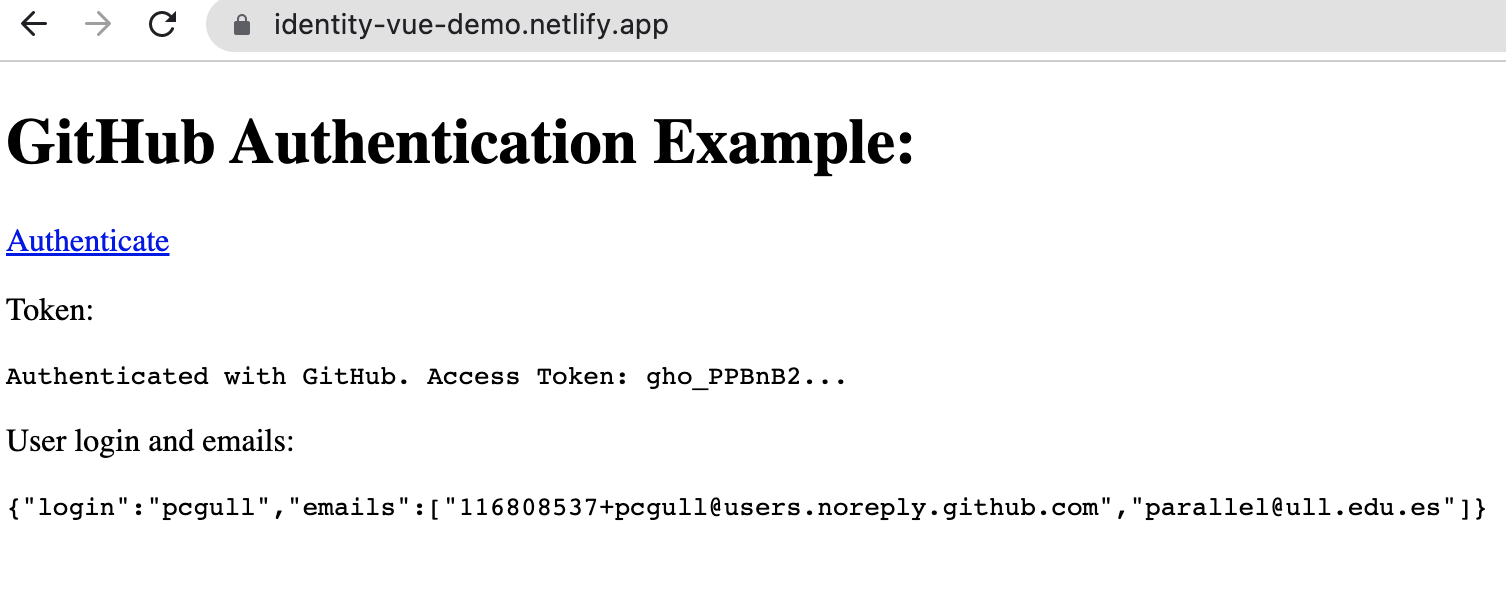 identity-vue-demo.netlify.app
GitHub Authentication Example:
Authenticate
Token:
Authenticated with GitHub. Access Token: gho_PPBnB2...
User login and emails:
{"login":"pcgull","emails":["116808537+pcgull@users.noreply.github.com","parallel@ull.edu.es"]}